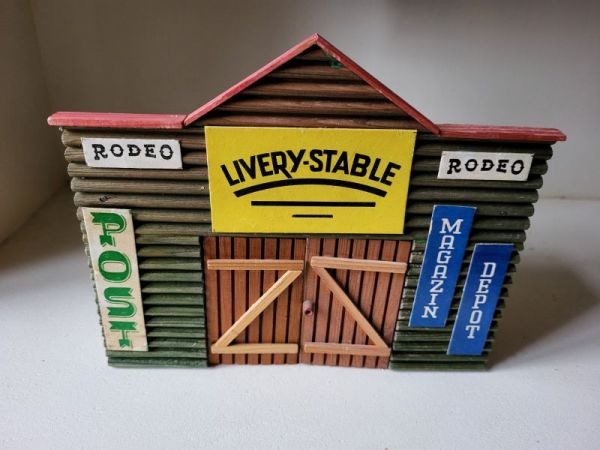 RODEO
LIVERY-STABLE
RODEO
POST
MAGAZIN
DEPOT